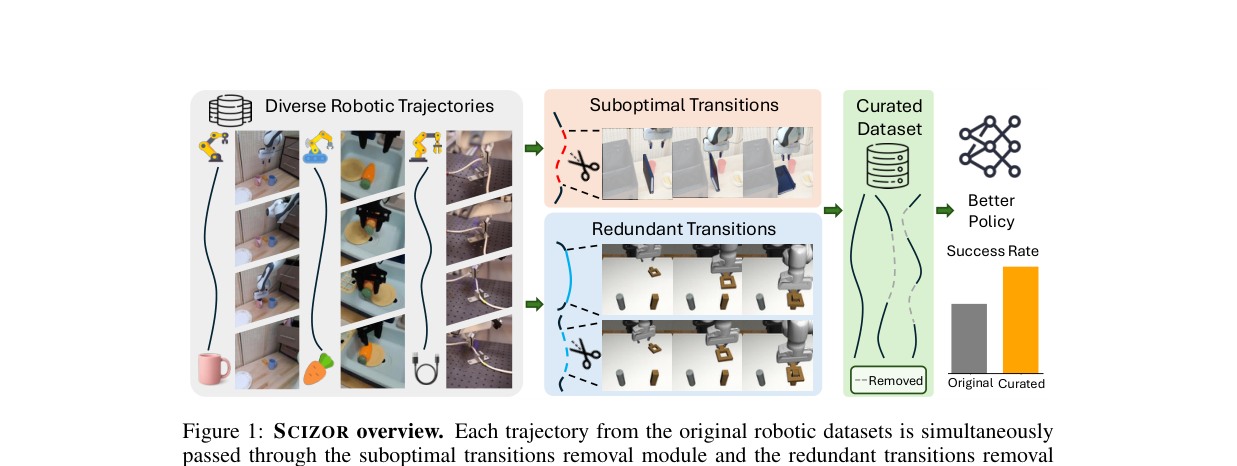 Diverse Robotic Trajectories
Suboptimal Transitions
Redundant Transitions
Curated
Dataset
Removed
Better
Policy
Success Rate
Original Curated
Figure 1: SCIZOR overview. Each trajectory from the original robotic datasets is simultaneously
passed through the suboptimal transitions removal module and the redundant transitions removal